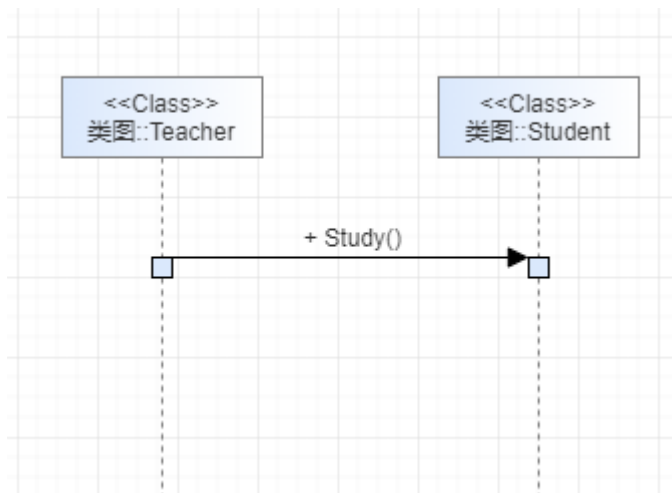 <<Class>>
类图::Teacher
<<Class>>
类图::Student
+ Study()